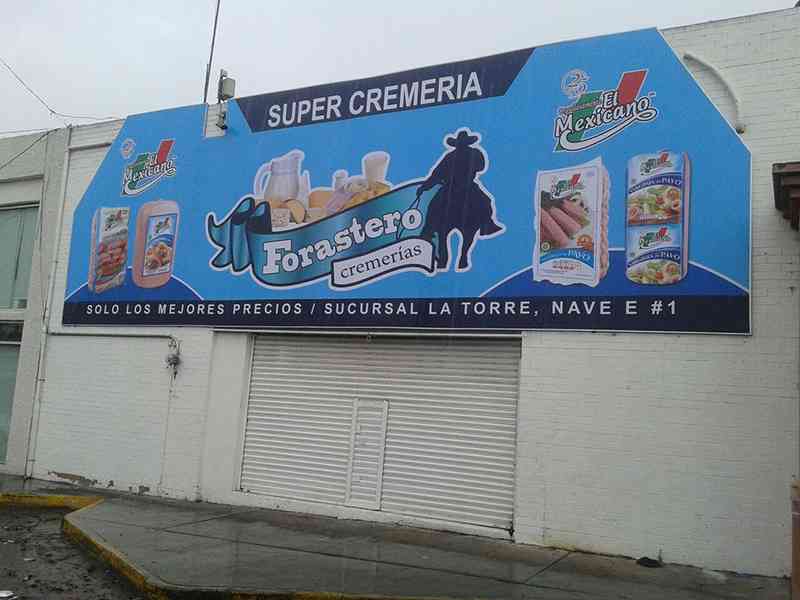 SUPER CREMERIA
El
Mexicano
El
Mexicano
Forastero
cremerías
SOLO LOS MEJORES PRECIOS / SUCURSAL LA TORRE, NAVE E #1